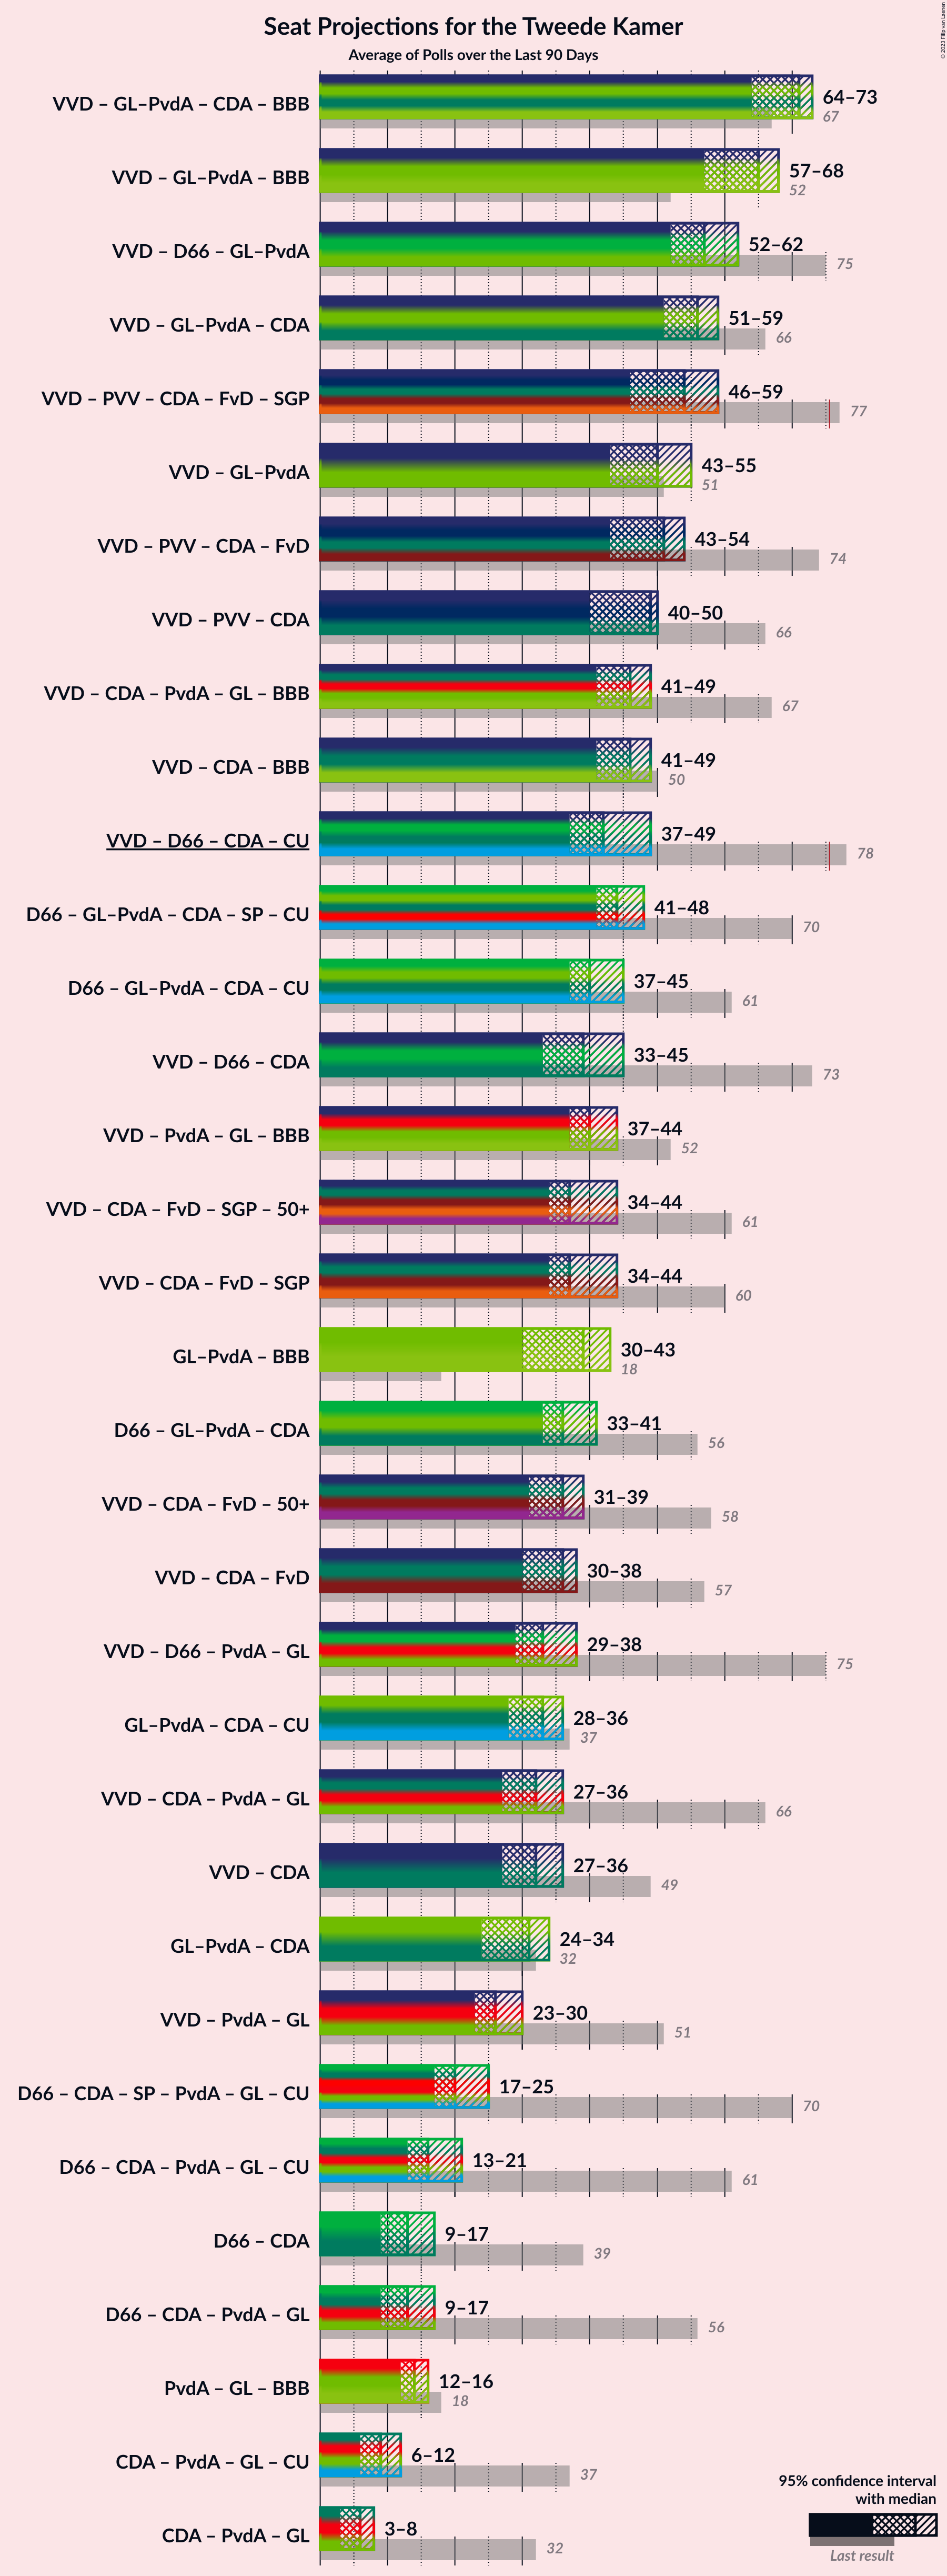 Seat Projections for the Tweede Kamer
Average of Polls over the Last 90 Days
© 2023 Filip van Laenen
VVD – GL–PvdA – CDA – BBB
64–73
67
VVD – GL–PvdA – BBB
57–68
52
VVD – D66 – GL–PvdA
52–62
75
VVD – GL–PvdA – CDA
51–59
66
VVD – PVV – CDA – FvD – SGP
46–59
77
VVD – GL–PvdA
43–55
51
VVD – PVV – CDA – FvD
43–54
74
VVD – PVV – CDA
40–50
66
VVD – CDA – PvdA – GL – BBB
41–49
67
VVD – CDA – BBB
41–49
50
VVD – D66 – CDA – CU
37–49
78
D66 – GL–PvdA – CDA – SP – CU
41–48
70
D66 – GL–PvdA – CDA – CU
37–45
61
VVD – D66 – CDA
33–45
73
VVD – PvdA – GL – BBB
37–44
52
VVD – CDA – FvD – SGP – 50+
34–44
61
VVD – CDA – FvD – SGP
34–44
60
GL–PvdA – BBB
30–43
18
D66 – GL–PvdA – CDA
33–41
56
VVD – CDA – FvD – 50+
31–39
58
VVD – CDA – FvD
30–38
57
VVD – D66 – PvdA – GL
29–38
75
GL–PvdA – CDA – CU
28–36
37
VVD – CDA – PvdA – GL
27–36
66
VVD – CDA
27–36
49
GL–PvdA – CDA
24–34
32
VVD – PvdA – GL
23–30
51
D66 – CDA – SP – PvdA – GL – CU
17–25
70
D66 – CDA – PvdA – GL – CU
13–21
61
D66 – CDA
9–17
39
D66 – CDA – PvdA – GL
9–17
56
PvdA – GL – BBB
12–16
18
CDA – PvdA – GL – CU
6–12
37
CDA – PvdA – GL
3–8
32
95% confidence interval
with median
Last result